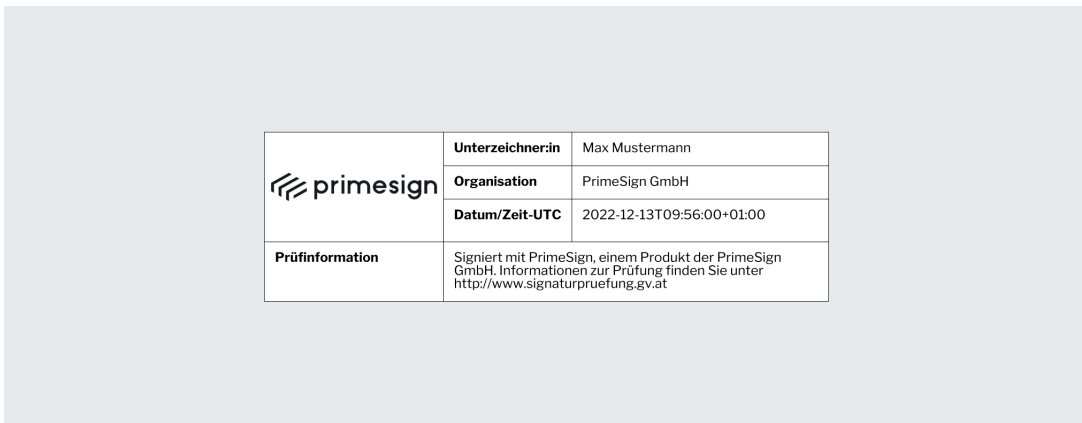 primesign
Unterzeichner:in Max Mustermann
Organisation PrimeSign GmbH
Datum/Zeit-UTC 2022-12-13T09:56:00+01:00
Prüfinformation
Signiert mit PrimeSign, einem Produkt der PrimeSign
GmbH. Informationen zur Prüfung finden Sie unter
http://www.signaturpruefung.gv.at